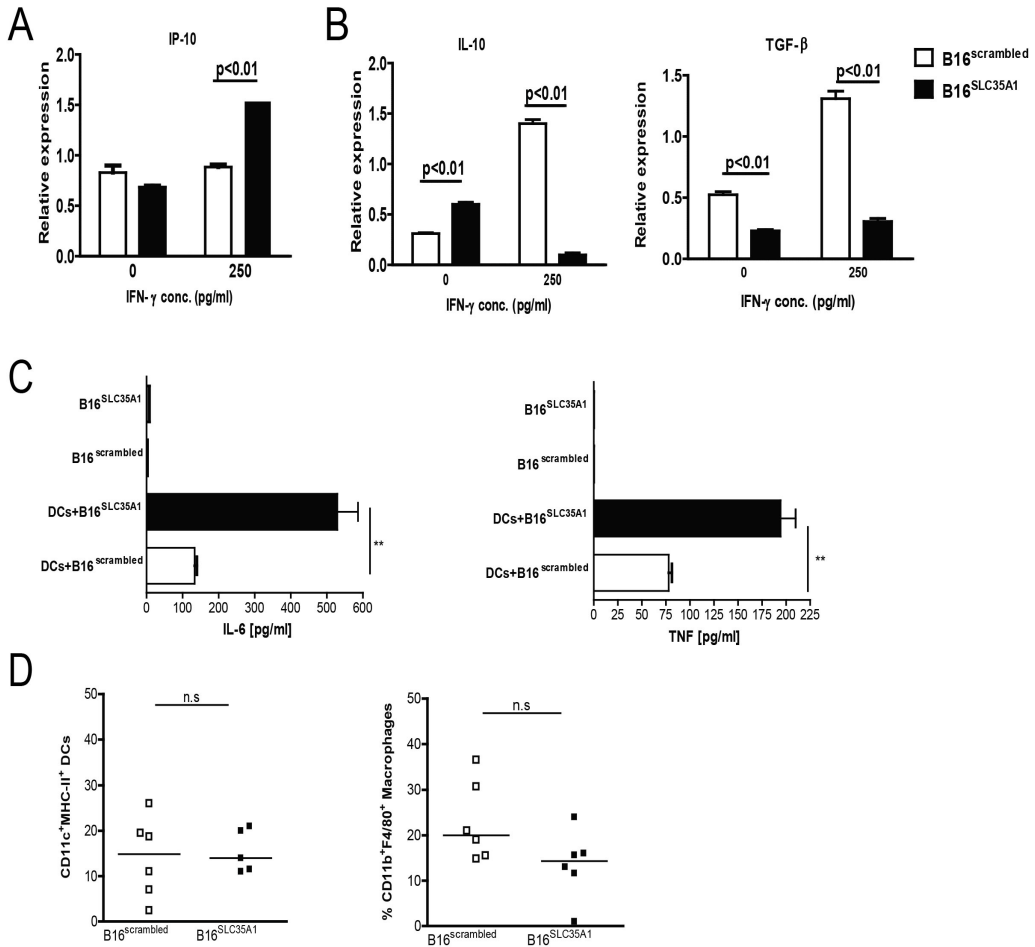 A
IP-10
Relative expression
2.0
1.5
1.0
0.5
0.0
p<0.01
0
250
IFN-γ conc. (pg/ml)
B
IL-10
Relative expression
2.0
1.5
1.0
0.5
0.0
p<0.01
p<0.01
0
250
IFN-γ conc. (pg/ml)
TGF-β
Relative expression
1.5
1.0
0.5
0.0
p<0.01
p<0.01
0
250
IFN-γ conc. (pg/ml)
B16scrambled
B16SLC35A1
C
B16SLC35A1
B16scrambled
DCs+B16SLC35A1
DCs+B16scrambled
**
0 100 200 300 400 500 600
IL-6 [pg/ml]
B16SLC35A1
B16scrambled
DCs+B16SLC35A1
DCs+B16scrambled
**
0 25 50 75 100 125 150 175 200 225
TNF [pg/ml]
D
CD11c+MHC-II+ DCs
50
40
30
20
10
0
n.s
B16scrambled
B16SLC35A1
% CD11b+F4/80+ Macrophages
50
40
30
20
10
0
n.s
B16scrambled
B16SLC35A1